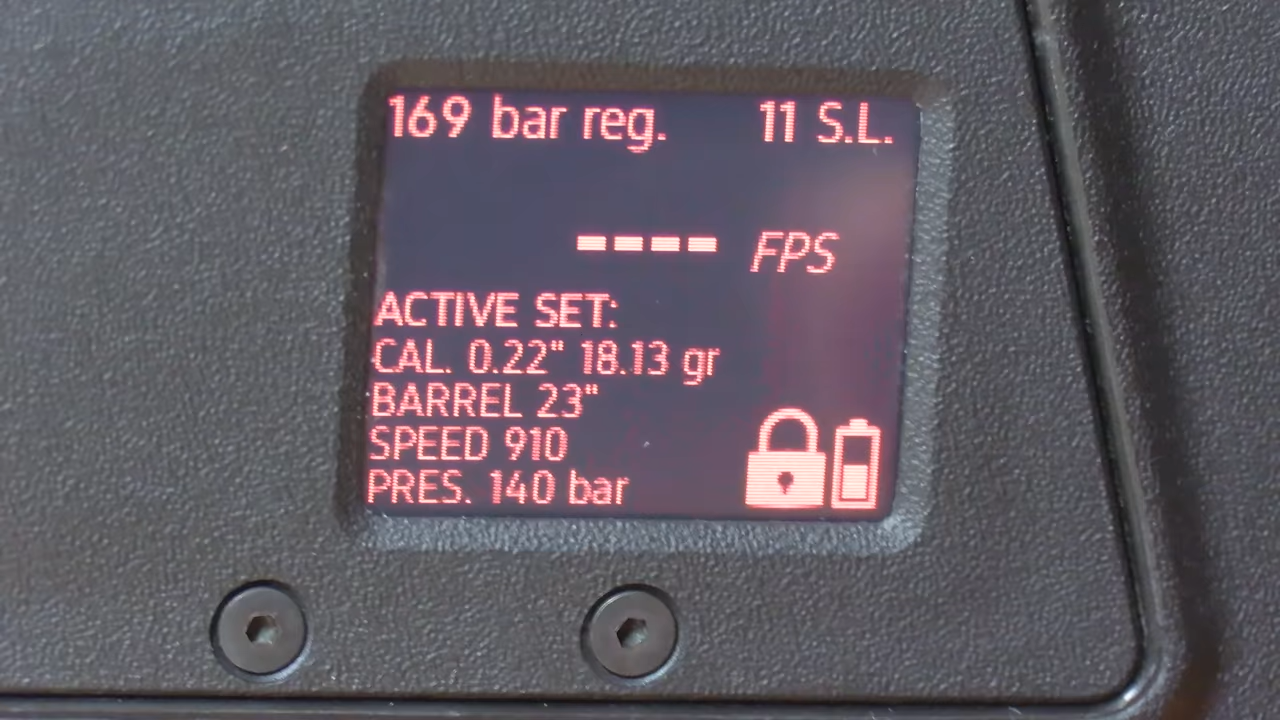 169 bar reg. 11 S.L.
---- FPS
ACTIVE SET:
CAL. 0.22" 18.13 gr
BARREL 23"
SPEED 910
PRES. 140 bar